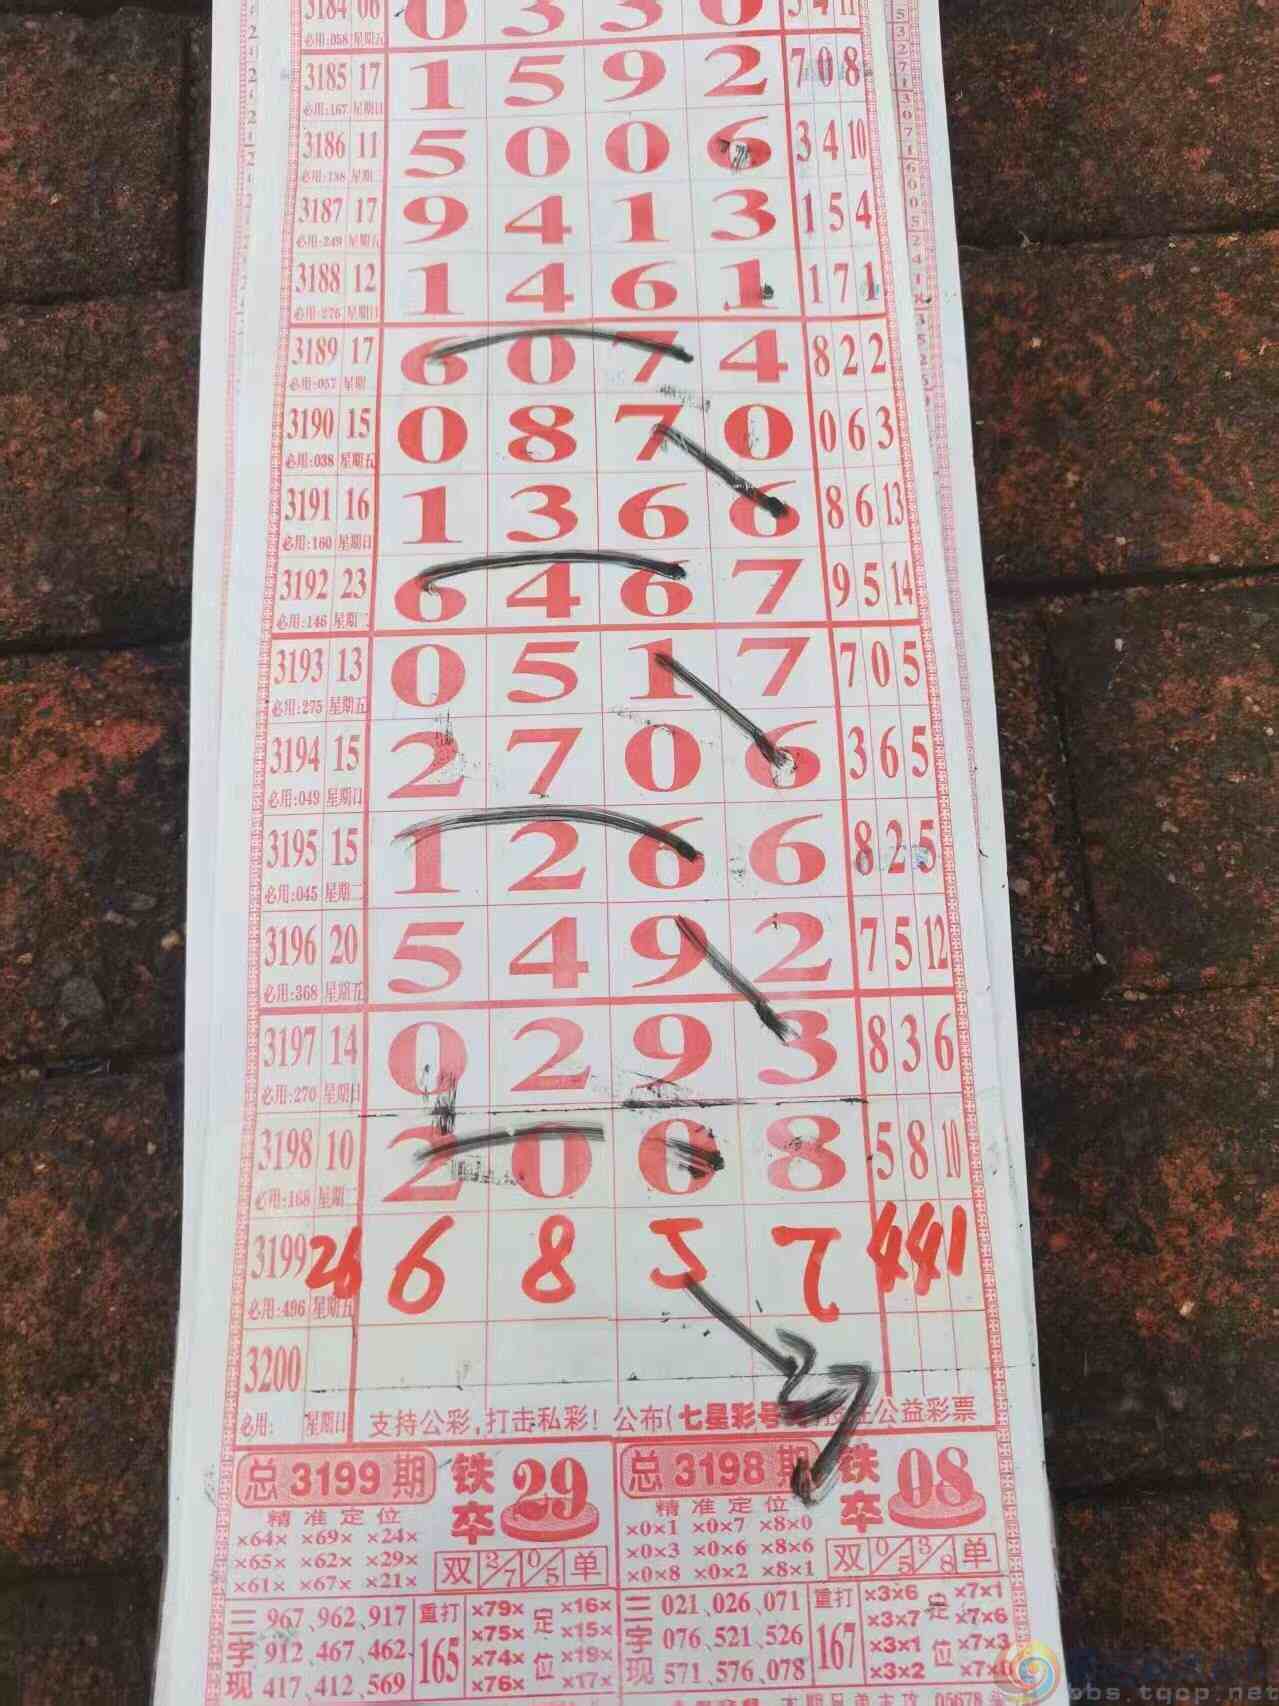 3184 06 0 3 3 0 5 4 11
必用:058 星期五
3185 17 1 5 9 2 7 0 8
必用:167 星期日
3186 11 5 0 0 6 3 4 10
必用:138 星期
3187 17 9 4 1 3 1 5 4
必用:249 星期五
3188 12 1 4 6 1 1 7 1
必用:276 星期日
3189 17 6 0 7 4 8 2 2
必用:057 星期
3190 15 0 8 7 0 0 6 3
必用:038 星期五
3191 16 1 3 6 6 8 6 13
必用:160 星期日
3192 23 6 4 6 7 9 5 14
必用:146 星期二
3193 13 0 5 1 7 7 0 5
必用:275 星期五
3194 15 2 7 0 6 3 6 5
必用:049 星期日
3195 15 1 2 6 6 8 2 5
必用:045 星期二
3196 20 5 4 9 2 7 5 12
必用:368 星期五
3197 14 0 2 9 3 8 3 6
必用:270 星期日
3198 10 2 0 0 8 5 8 10
必用:168 星期二
3199 26 6 8 5 7 4 4 1
必用:496 星期五
3200
必用: 星期日
支持公彩,打击私彩! 公布(七星彩号 公益彩票
总 3199 期 铁卒 29 总 3198 期 铁卒 08
精准定位 精准定位
×64× ×69× ×24× ×0×1 ×0×7 ×8×0
×65× ×62× ×29× ×0×3 ×0×6 ×8×6
×61× ×67× ×21× 双 2/7 0/5 单 ×0×8 ×0×2 ×8×1 双 0/5 3/8 单
三字现 967、962、917 重打 ×79× 定位 ×16× 三字现 021、026、071 重打 ×3×6 定位 ×7×1
912、467、462、 165 ×75× ×15× 076、521、526 167 ×3×7 ×7×6
417、412、569 ×74× ×19× 571、576、078 ×3×1 ×7×3
×76× ×17× ×3×2 ×7×0
05678
bbs.tqcp.net